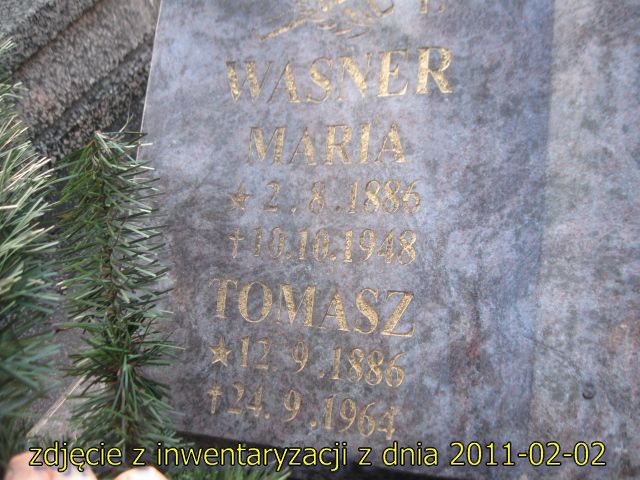 WASNER
MARIA
★ 2.8.1886
†10.10.1948
TOMASZ
★12.9.1886
†24.9.1964
zdjęcie z inwentaryzacji z dnia 2011-02-02